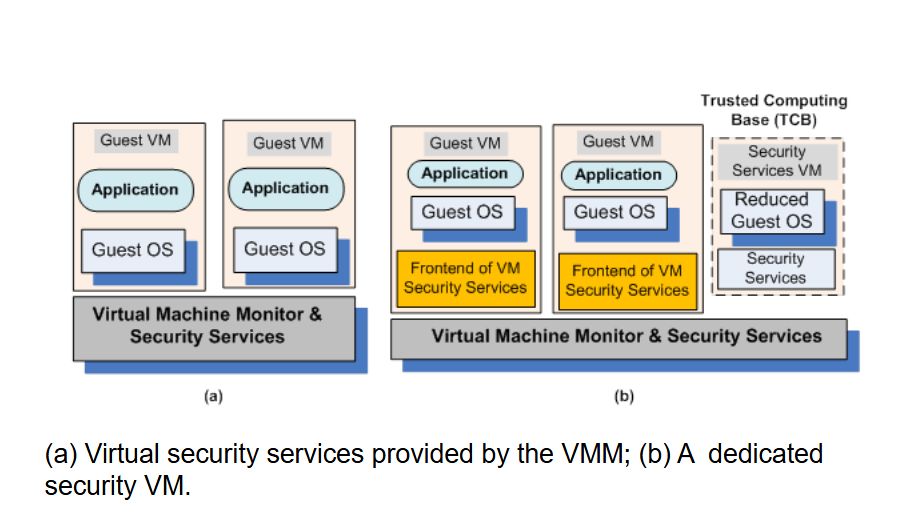 Trusted Computing
Base (TCB)
Guest VM
Application
Guest OS
Guest VM
Application
Guest OS
Virtual Machine Monitor &
Security Services
(a)
Guest VM
Application
Guest OS
Frontend of VM
Security Services
Guest VM
Application
Guest OS
Frontend of VM
Security Services
Security
Services VM
Reduced
Guest OS
Security
Services
Virtual Machine Monitor & Security Services
(b)
(a) Virtual security services provided by the VMM; (b) A dedicated
security VM.